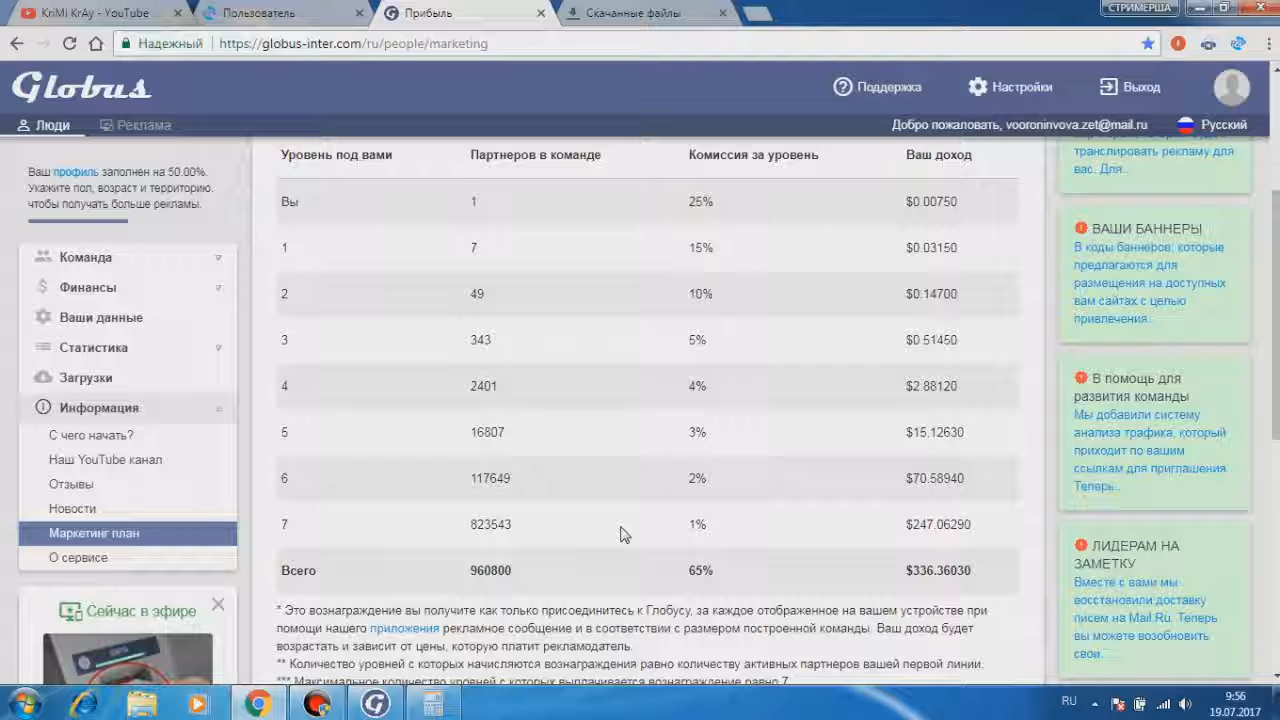 KriMi KrAy - YouTube
Пользователь
Прибыль
Скачанные файлы
СТРИМЕРША
Надежный
https://globus-inter.com/ru/people/marketing
Globus
Поддержка
Настройки
Выход
Люди
Реклама
Добро пожаловать, vooroninvova.zet@mail.ru
Русский
Ваш профиль заполнен на 50.00%.
Укажите пол, возраст и территорию.
чтобы получать больше рекламы.
Команда
Финансы
Ваши данные
Статистика
Загрузки
Информация
С чего начать?
Наш YouTube канал
Отзывы
Новости
Маркетинг план
О сервисе
Сейчас в эфире
Уровень под вами Партнеров в команде Комиссия за уровень Ваш доход
Вы 1 25% $0.00750
1 7 15% $0.03150
2 49 10% $0.14700
3 343 5% $0.51450
4 2401 4% $2.88120
5 16807 3% $15.12630
6 117649 2% $70.58940
7 823543 1% $247.06290
Всего 960800 65% $336.36030
* Это вознаграждение вы получите как только присоединитесь к Глобусу, за каждое отображенное на вашем устройстве при
помощи нашего приложения рекламное сообщение и в соответствии с размером построенной команды. Ваш доход будет
возрастать и зависит от цены, которую платит рекламодатель.
** Количество уровней с которых начисляются вознаграждения равно количеству активных партнеров вашей первой линии.
*** Максимальное количество уровней с которых выплачивается вознаграждение равно 7
транслировать рекламу для
вас. Для..
ВАШИ БАННЕРЫ
В коды баннеров, которые
предлагаются для
размещения на доступных
вам сайтах с целью
привлечения..
В помощь для
развития команды
Мы добавили систему
анализа трафика, который
приходит по вашим
ссылкам для приглашения.
Теперь..
ЛИДЕРАМ НА
ЗАМЕТКУ
Вместе с вами мы
восстановили доставку
писем на Mail.Ru. Теперь
вы можете возобновить
свои..
RU
9:56
19.07.2017